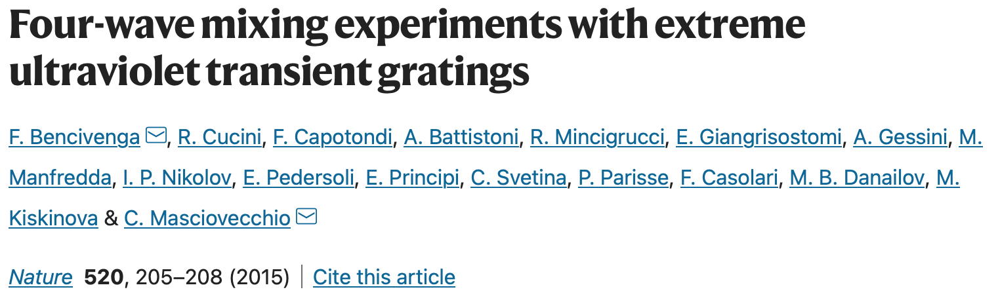 Four-wave mixing experiments with extreme
ultraviolet transient gratings
F. Bencivenga, R. Cucini, F. Capotondi, A. Battistoni, R. Mincigrucci, E. Giangrisostomi, A. Gessini, M.
Manfredda, I. P. Nikolov, E. Pedersoli, E. Principi, C. Svetina, P. Parisse, F. Casolari, M. B. Danailov, M.
Kiskinova & C. Masciovecchio
Nature 520, 205–208 (2015) | Cite this article